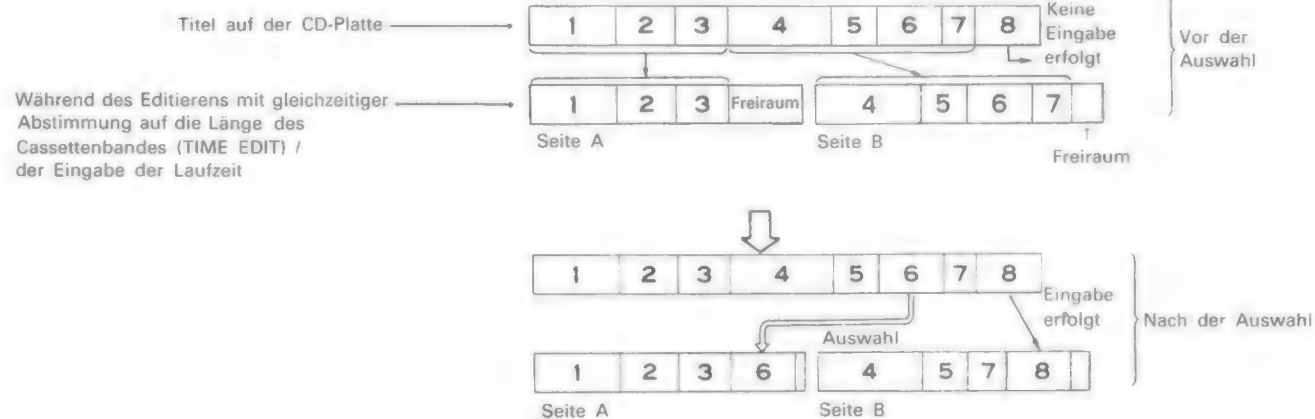 Titel auf der CD-Platte
1 2 3 4 5 6 7 8
Keine
Eingabe
erfolgt
Vor der
Auswahl
Während des Editierens mit gleichzeitiger
Abstimmung auf die Länge des
Cassettenbandes (TIME EDIT) /
der Eingabe der Laufzeit
1 2 3 Freiraum
4 5 6 7
Seite A
Seite B
Freiraum
1 2 3 4 5 6 7 8
Eingabe
erfolgt
Nach der Auswahl
Auswahl
1 2 3 6
4 5 7 8
Seite A
Seite B